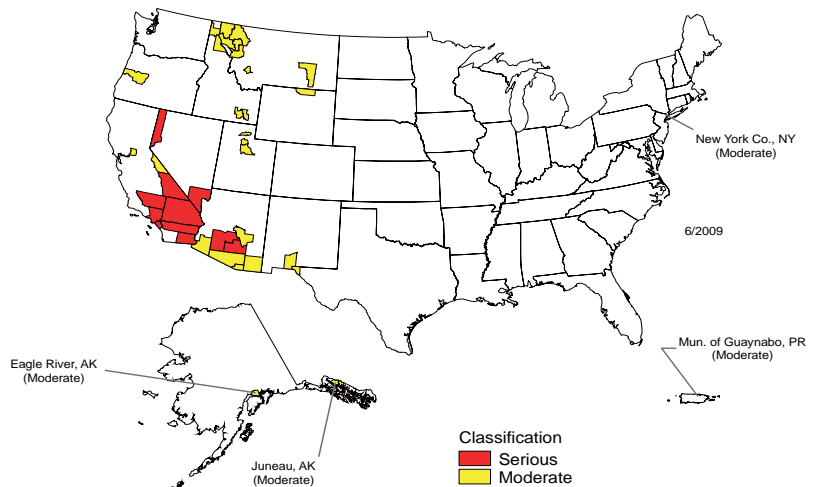 New York Co., NY
(Moderate)
6/2009
Mun. of Guaynabo, PR
(Moderate)
Eagle River, AK
(Moderate)
Juneau, AK
(Moderate)
Classification
Serious
Moderate